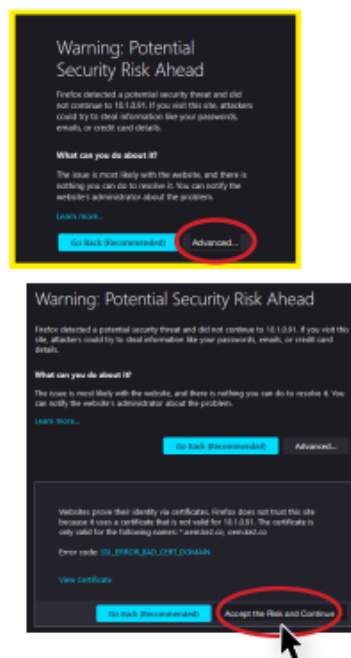 Warning: Potential
Security Risk Ahead
Firefox detected a potential security threat and did
not continue to 10.1.0.91. If you visit this site, attackers
could try to steal information like your passwords,
emails, or credit card details.
What can you do about it?
The issue is most likely with the website, and there is
nothing you can do to resolve it. You can notify the
website's administrator about the problem.
Learn more...
Go Back (Recommended) Advanced...
Warning: Potential Security Risk Ahead
Firefox detected a potential security threat and did not continue to 10.1.0.91. If you visit this
site, attackers could try to steal information like your passwords, emails, or credit card
details.
What can you do about it?
The issue is most likely with the website, and there is nothing you can do to resolve it. You
can notify the website's administrator about the problem.
Learn more...
Go Back (Recommended) Advanced...
Websites prove their identity via certificates. Firefox does not trust this site
because it uses a certificate that is not valid for 10.1.0.91. The certificate is
only valid for the following names:
Error code: SSL_ERROR_BAD_CERT_DOMAIN
View Certificate
Go Back (Recommended) Accept the Risk and Continue